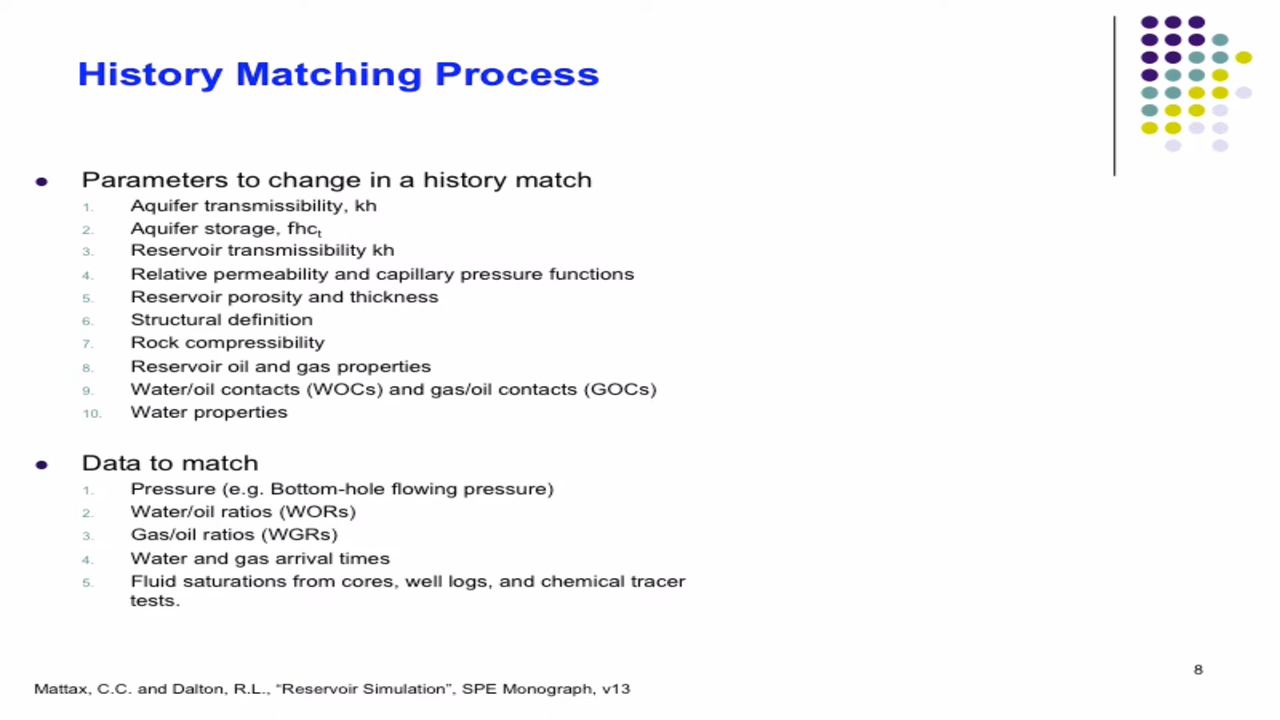 History Matching Process
Parameters to change in a history match
1. Aquifer transmissibility, kh
2. Aquifer storage, fhct
3. Reservoir transmissibility kh
4. Relative permeability and capillary pressure functions
5. Reservoir porosity and thickness
6. Structural definition
7. Rock compressibility
8. Reservoir oil and gas properties
9. Water/oil contacts (WOCs) and gas/oil contacts (GOCs)
10. Water properties
Data to match
1. Pressure (e.g. Bottom-hole flowing pressure)
2. Water/oil ratios (WORs)
3. Gas/oil ratios (WGRs)
4. Water and gas arrival times
5. Fluid saturations from cores, well logs, and chemical tracer
tests.
8
Mattax, C.C. and Dalton, R.L., “Reservoir Simulation”, SPE Monograph, v13